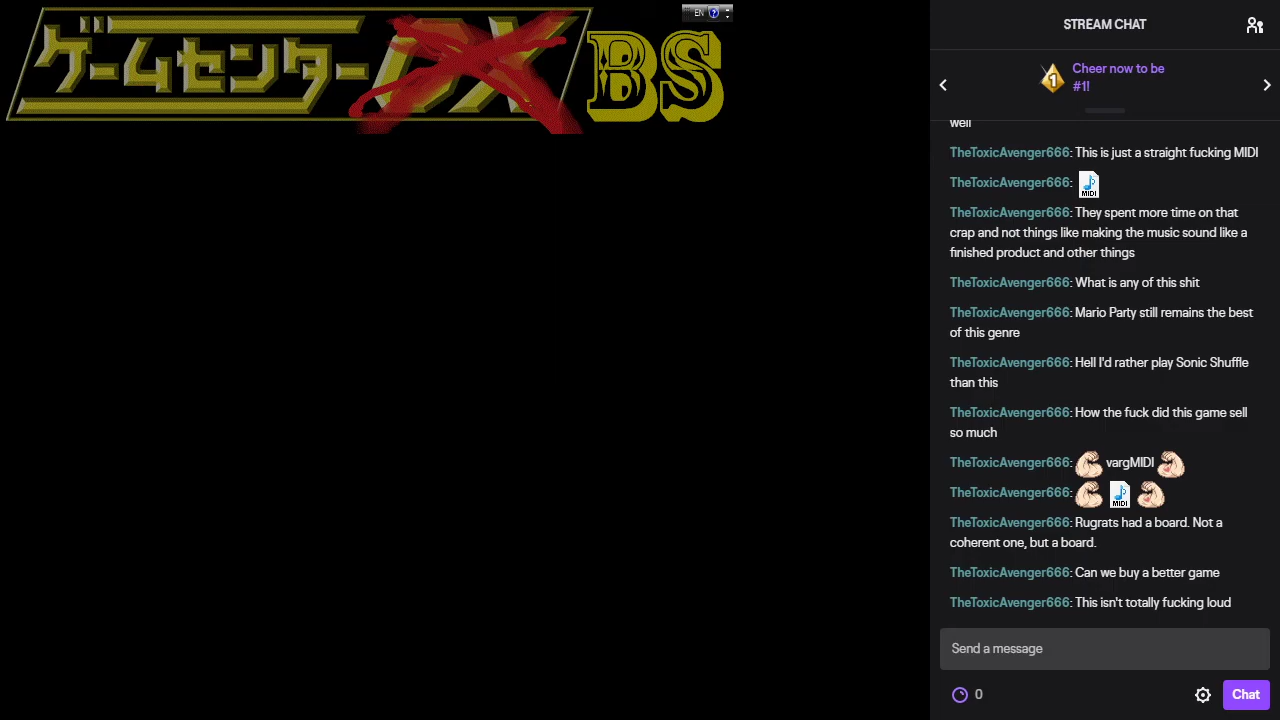 ゲームセンターDX BS
EN
STREAM CHAT
1
Cheer now to be
#1!
well
TheToxicAvenger666: This is just a straight fucking MIDI
TheToxicAvenger666: MIDI
TheToxicAvenger666: They spent more time on that
crap and not things like making the music sound like a
finished product and other things
TheToxicAvenger666: What is any of this shit
TheToxicAvenger666: Mario Party still remains the best
of this genre
TheToxicAvenger666: Hell I'd rather play Sonic Shuffle
than this
TheToxicAvenger666: How the fuck did this game sell
so much
TheToxicAvenger666: vargMIDI
TheToxicAvenger666: MIDI
TheToxicAvenger666: Rugrats had a board. Not a
coherent one, but a board.
TheToxicAvenger666: Can we buy a better game
TheToxicAvenger666: This isn't totally fucking loud
Send a message
0
Chat